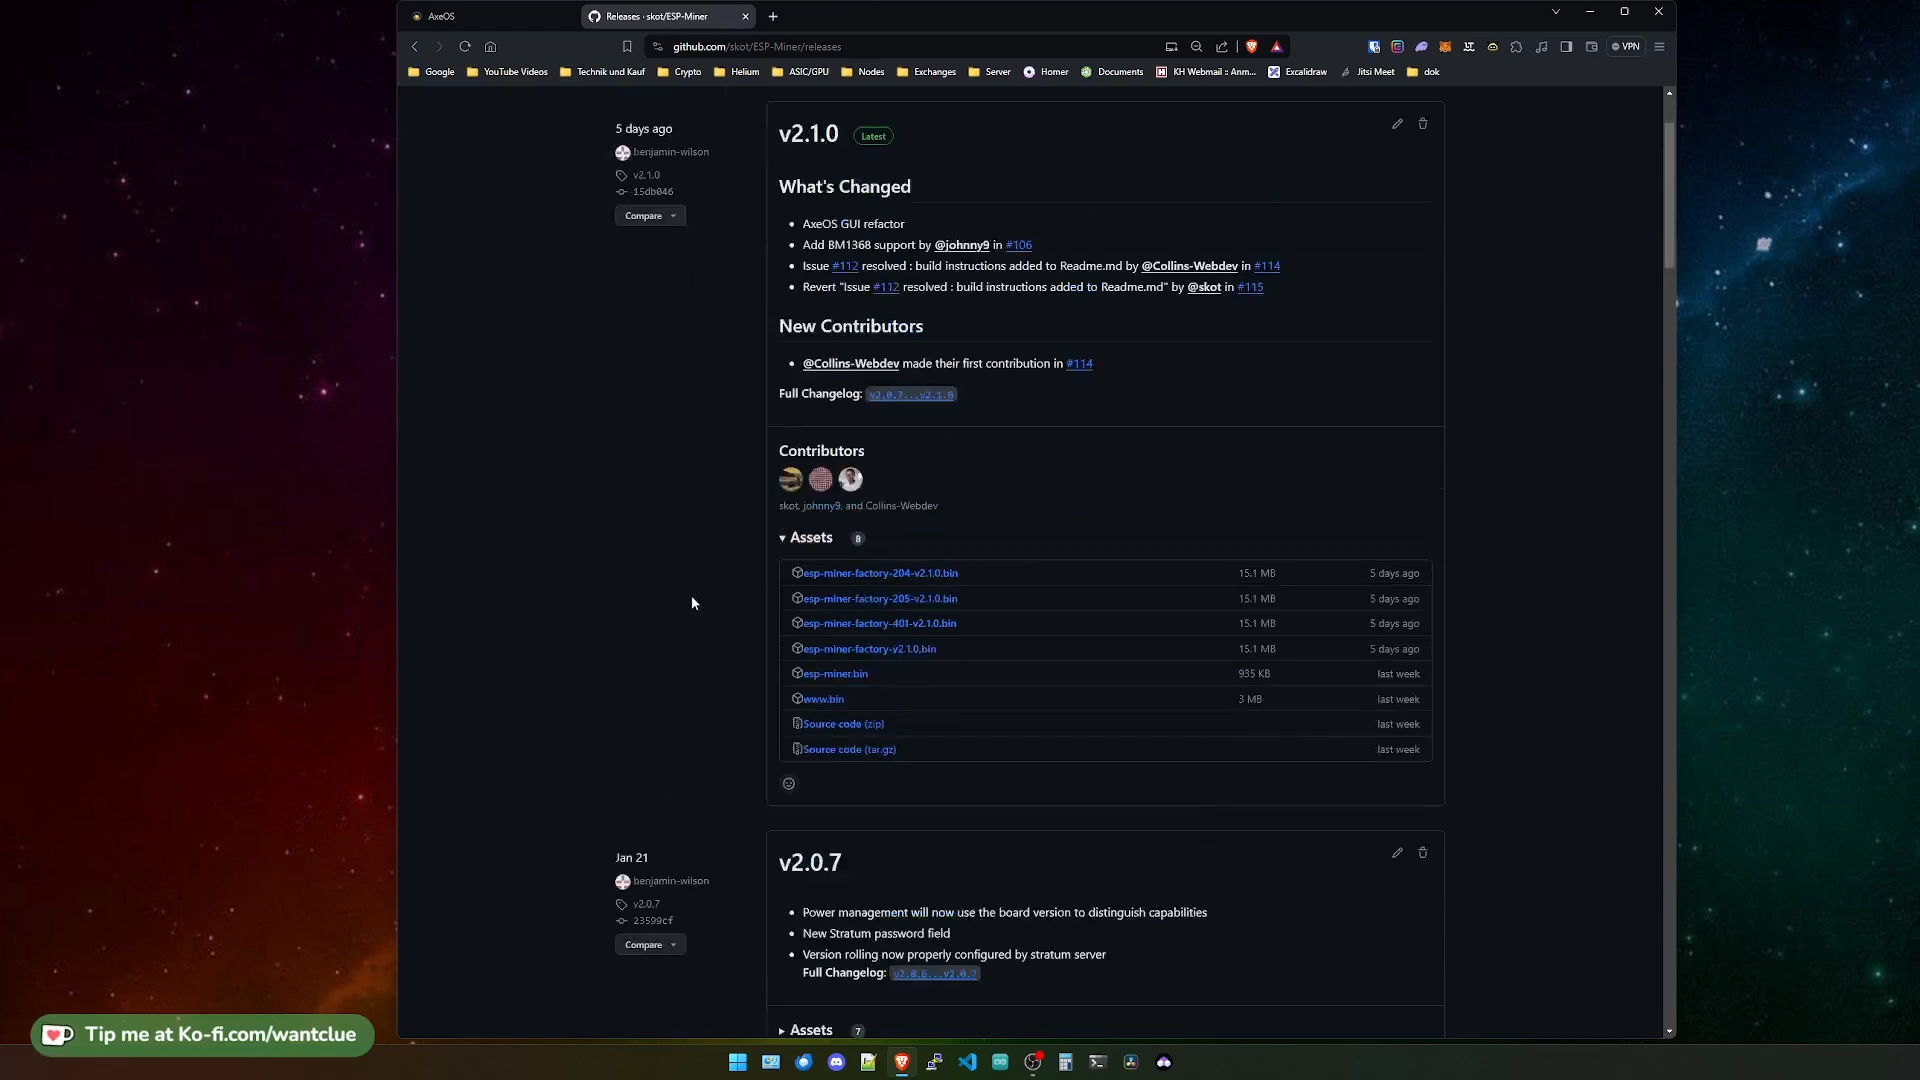 AxeOS
Releases · skot/ESP-Miner
github.com/skot/ESP-Miner/releases
VPN
Google
YouTube Videos
Technik und Kauf
Crypto
Helium
ASIC/GPU
Nodes
Exchanges
Server
Homer
Documents
KH Webmail :: Anm...
Excalidraw
Jitsi Meet
dok
5 days ago
benjamin-wilson
v2.1.0
15db046
Compare
v2.1.0
Latest
What's Changed
AxeOS GUI refactor
Add BM1368 support by @johnny9 in #106
Issue #112 resolved : build instructions added to Readme.md by @Collins-Webdev in #114
Revert "Issue #112 resolved : build instructions added to Readme.md" by @skot in #115
New Contributors
@Collins-Webdev made their first contribution in #114
Full Changelog: v2.0.7...v2.1.0
Contributors
skot, johnny9, and Collins-Webdev
Assets 8
esp-miner-factory-204-v2.1.0.bin 15.1 MB 5 days ago
esp-miner-factory-205-v2.1.0.bin 15.1 MB 5 days ago
esp-miner-factory-401-v2.1.0.bin 15.1 MB 5 days ago
esp-miner-factory-v2.1.0.bin 15.1 MB 5 days ago
esp-miner.bin 935 KB last week
www.bin 3 MB last week
Source code (zip) last week
Source code (tar.gz) last week
Jan 21
benjamin-wilson
v2.0.7
23599cf
Compare
v2.0.7
Power management will now use the board version to distinguish capabilities
New Stratum password field
Version rolling now properly configured by stratum server
Full Changelog: v2.0.6...v2.0.7
Assets 7
Tip me at Ko-fi.com/wantclue